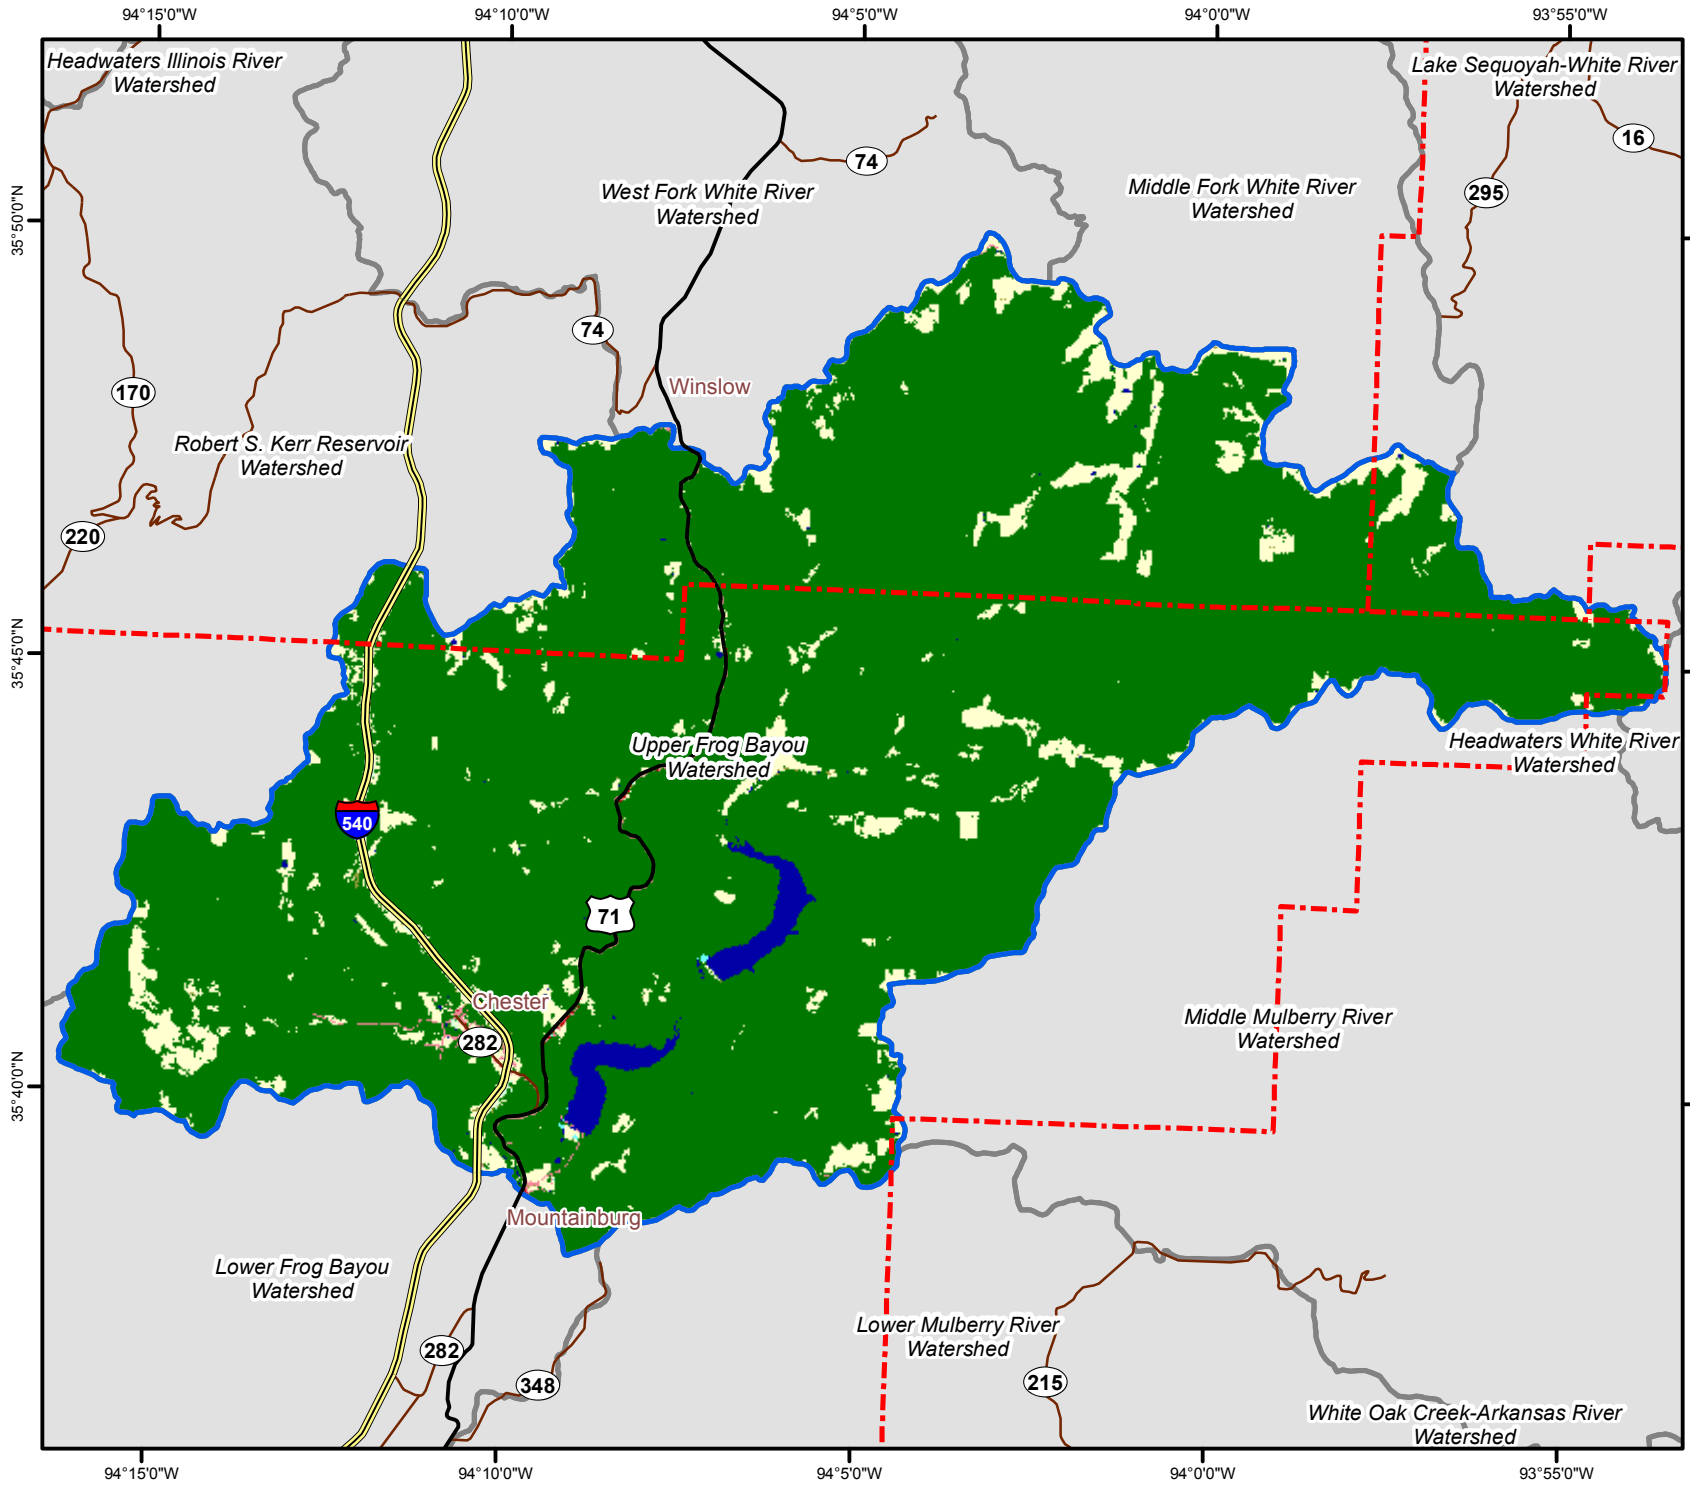 94°15'0"W
94°10'0"W
94°5'0"W
94°0'0"W
93°55'0"W
Headwaters Illinois River
Watershed
Lake Sequoyah-White River
Watershed
16
74
West Fork White River
Watershed
Middle Fork White River
Watershed
295
35°50'0"N
74
Winslow
170
Robert S. Kerr Reservoir
Watershed
220
35°45'0"N
Upper Frog Bayou
Watershed
Headwaters White River
Watershed
540
71
Chester
282
Middle Mulberry River
Watershed
35°40'0"N
Mountainburg
Lower Frog Bayou
Watershed
282
348
Lower Mulberry River
Watershed
215
White Oak Creek-Arkansas River
Watershed
94°15'0"W
94°10'0"W
94°5'0"W
94°0'0"W
93°55'0"W